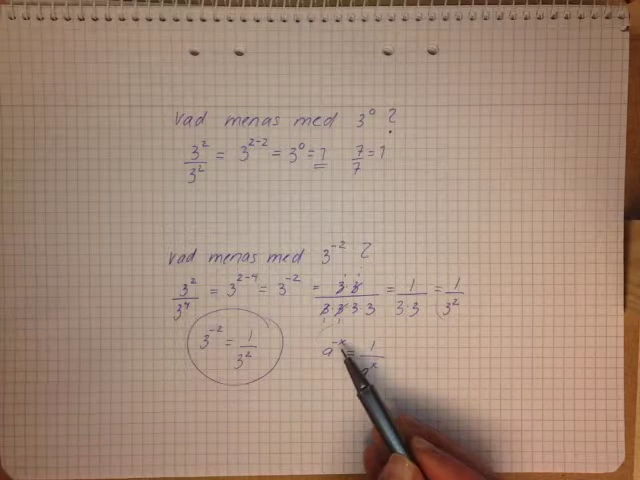 Vad menas med 3⁰ ?
3²/3² = 3²⁻² = 3⁰ = 1 7/7 = 1
Vad menas med 3⁻² ?
3²/3⁴ = 3²⁻⁴ = 3⁻² = 3·3/3·3·3·3 = 1/3·3 = 1/3²
3⁻² = 1/3² a⁻ˣ = 1/aˣ